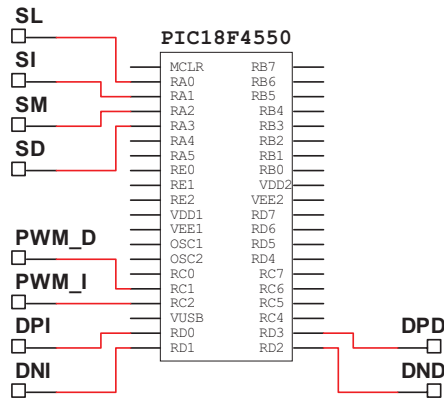 SL
SI
SM
SD
PWM_D
PWM_I
DPI
DNI
PIC18F4550
MCLR RB7
RA0 RB6
RA1 RB5
RA2 RB4
RA3 RB3
RA4 RB2
RA5 RB1
RE0 RB0
RE1 VDD2
RE2 VEE2
VDD1 RD7
VEE1 RD6
OSC1 RD5
OSC2 RD4
RC0 RC7
RC1 RC6
RC2 RC5
VUSB RC4
RD0 RD3
RD1 RD2
DPD
DND